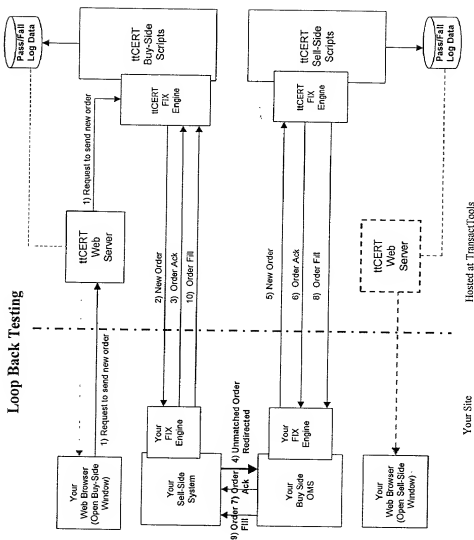 Loop Back Testing
Pass/Fail
Log Data
ttCERT
Buy-Side
Scripts
ttCERT
FIX
Engine
1) Request to send new order
ttCERT
Web
Server
1) Request to send new order
Your
Web Browser
(Open Buy-Side
Window)
2) New Order
3) Order Ack
10) Order Fill
Your
FIX
Engine
Your
Sell-Side
System
4) Unmatched Order
Redirected
9) Order
Fill
7) Order
Ack
Pass/Fail
Log Data
ttCERT
Sell-Side
Scripts
ttCERT
FIX
Engine
5) New Order
6) Order Ack
8) Order Fill
Your
FIX
Engine
Your
Buy Side
OMS
ttCERT
Web
Server
Your
Web Browser
(Open Sell-Side
Window)
Your Site
Hosted at TransactTools